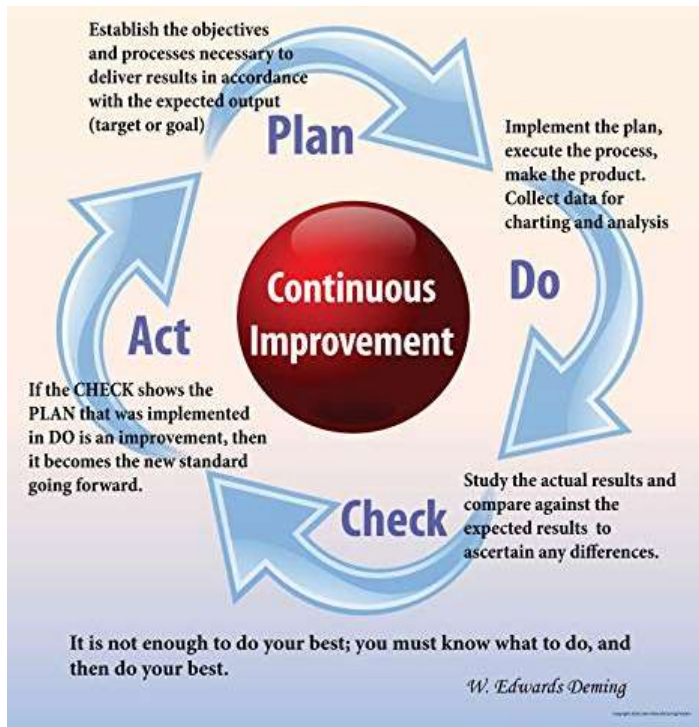 Establish the objectives
and processes necessary to
deliver results in accordance
with the expected output
(target or goal)
Plan
Implement the plan,
execute the process,
make the product.
Collect data for
charting and analysis
Do
Continuous
Improvement
Act
If the CHECK shows the
PLAN that was implemented
in DO is an improvement, then
it becomes the new standard
going forward.
Study the actual results and
compare against the
expected results to
ascertain any differences.
Check
It is not enough to do your best; you must know what to do, and
then do your best.
W. Edwards Deming